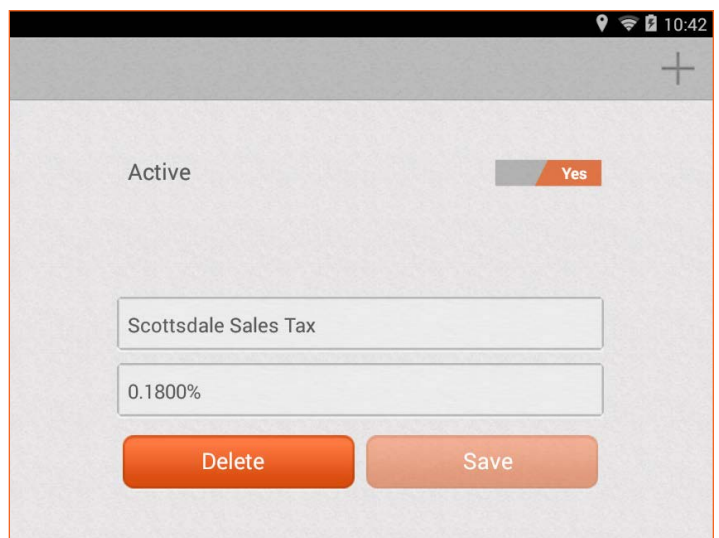 10:42
Active
Yes
Scottsdale Sales Tax
0.1800%
Delete Save